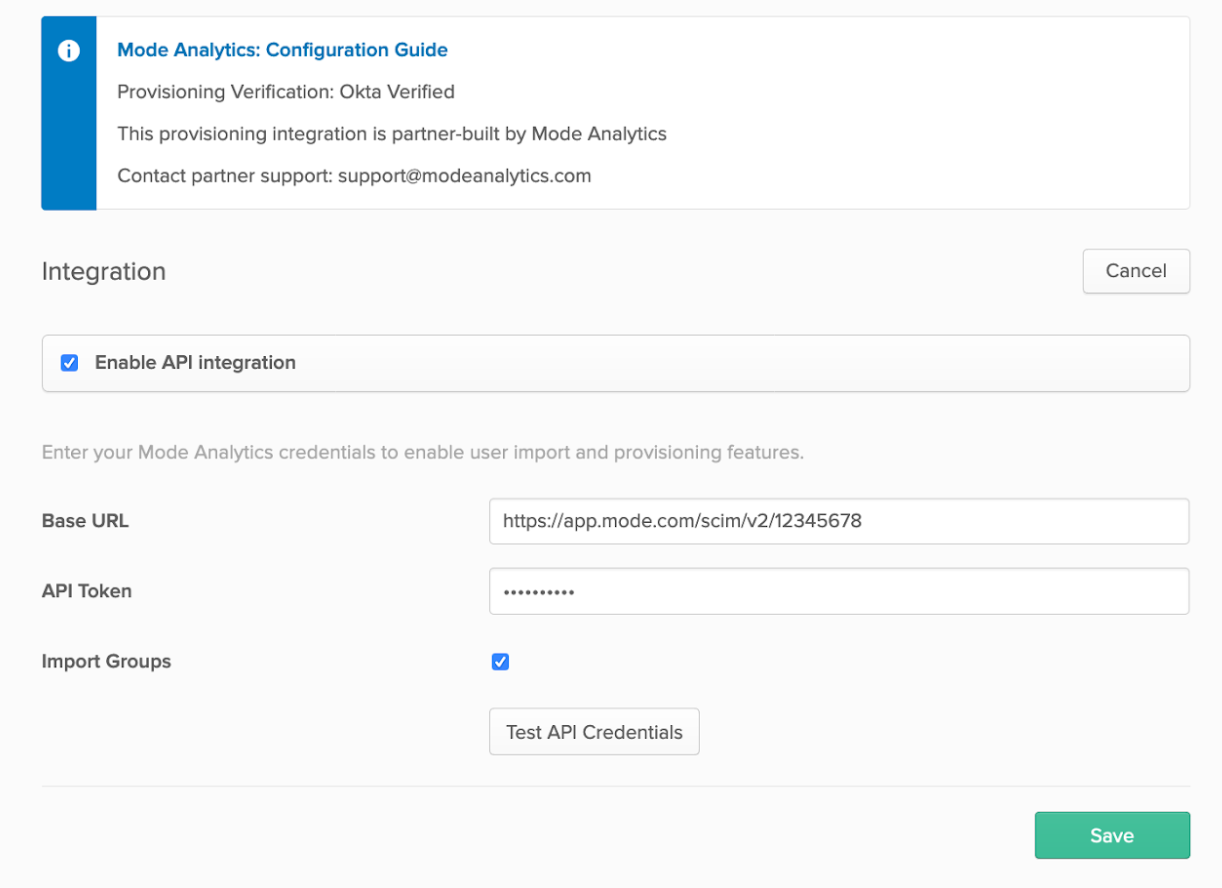 Mode Analytics: Configuration Guide
Provisioning Verification: Okta Verified
This provisioning integration is partner-built by Mode Analytics
Contact partner support: support@modeanalytics.com
Integration
Cancel
Enable API integration
Enter your Mode Analytics credentials to enable user import and provisioning features.
Base URL
https://app.mode.com/scim/v2/12345678
API Token
••••••••••
Import Groups
Test API Credentials
Save